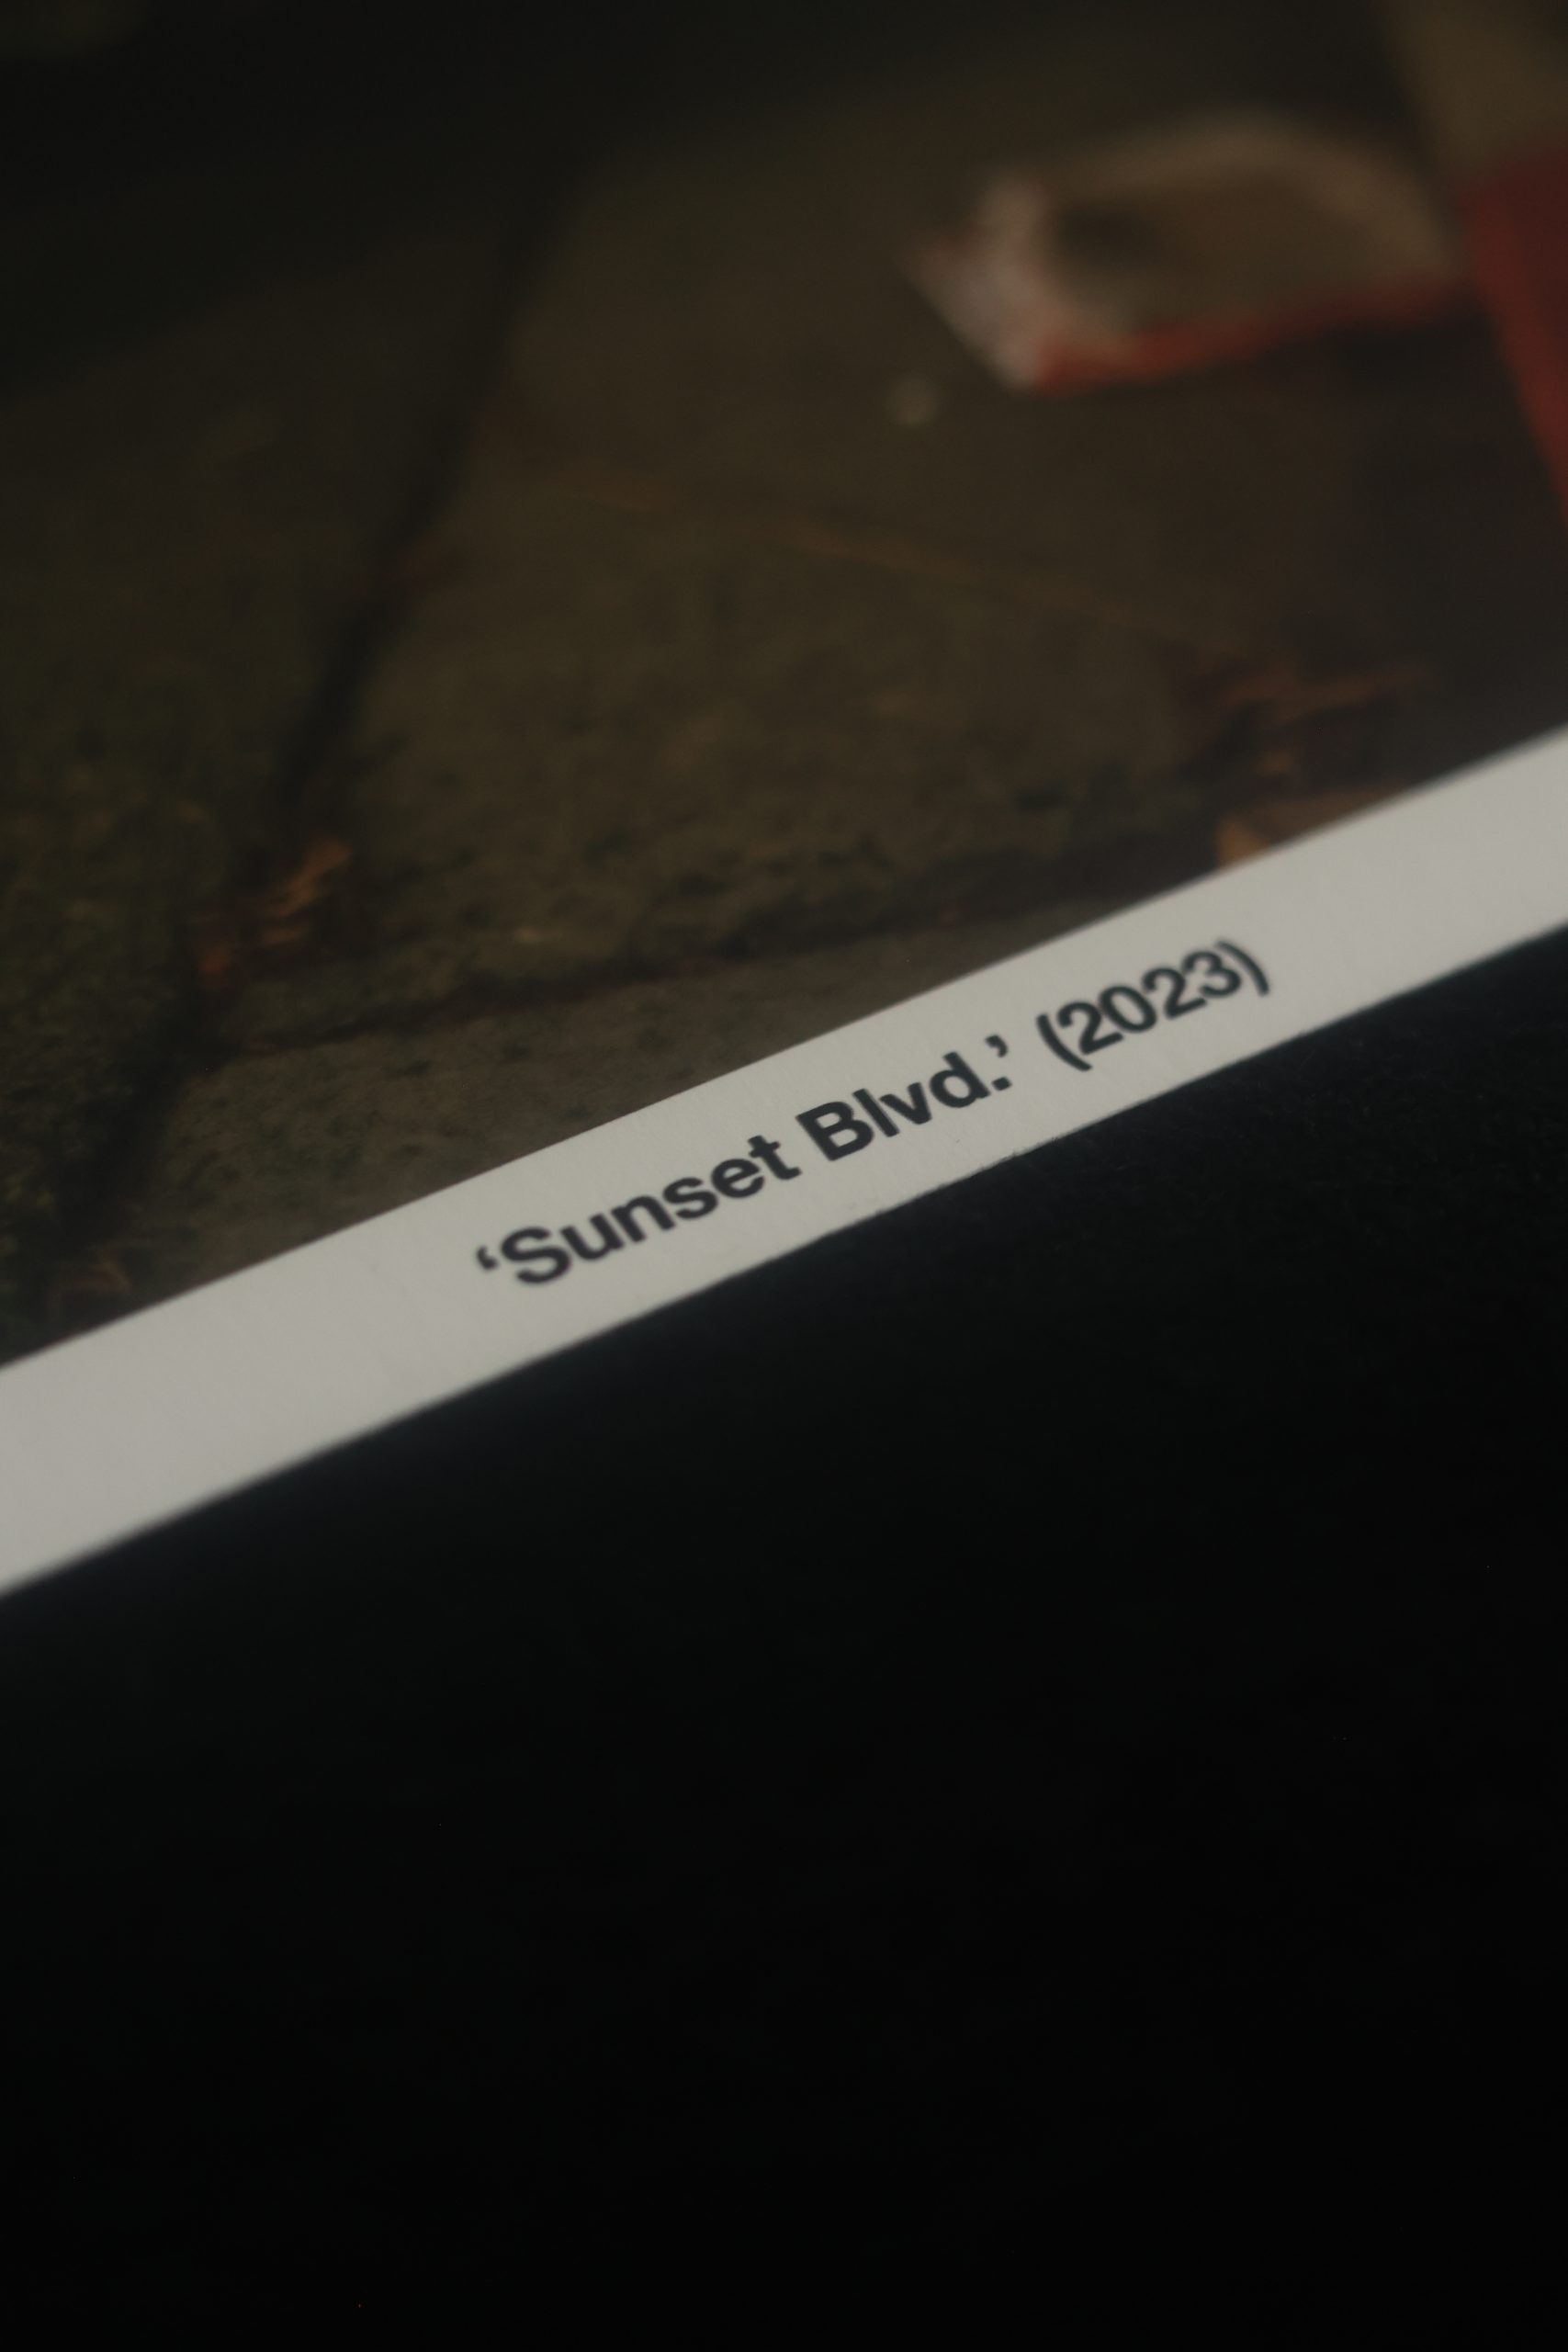 ‘Sunset Blvd.’ (2023)